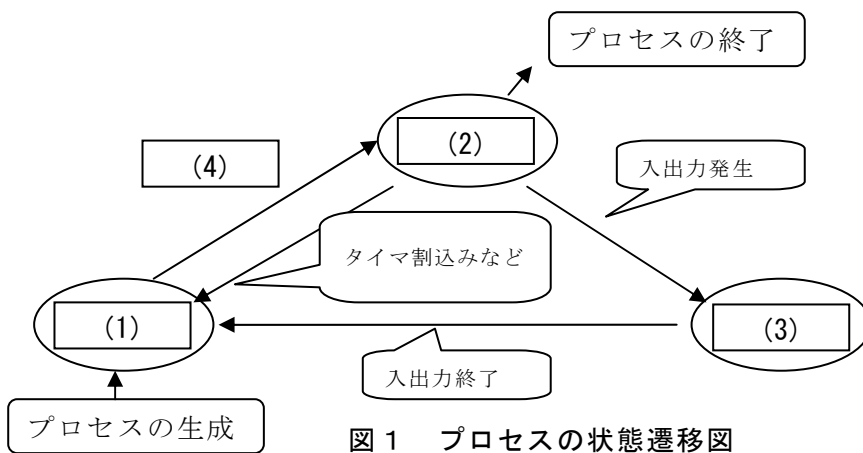 プロセスの終了
(2)
(4)
入出力発生
タイマ割込みなど
(1)
(3)
入出力終了
プロセスの生成
図1 プロセスの状態遷移図